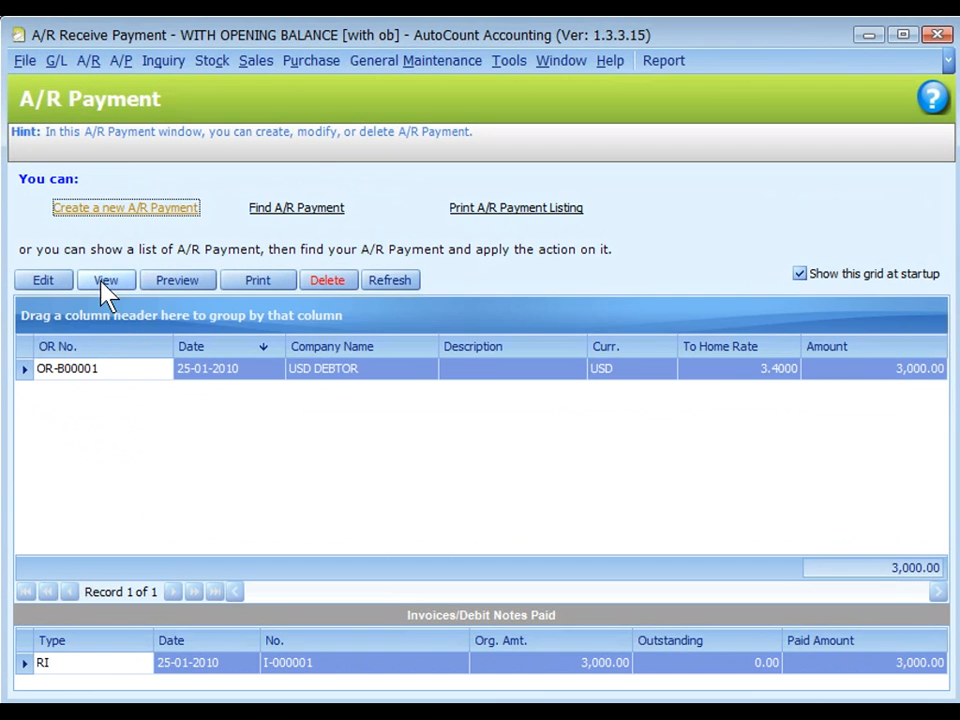 A/R Receive Payment - WITH OPENING BALANCE [with ob] - AutoCount Accounting (Ver: 1.3.3.15)
File G/L A/R A/P Inquiry Stock Sales Purchase General Maintenance Tools Window Help Report
A/R Payment
?
Hint: In this A/R Payment window, you can create, modify, or delete A/R Payment.
You can:
Create a new A/R Payment Find A/R Payment Print A/R Payment Listing
or you can show a list of A/R Payment, then find your A/R Payment and apply the action on it.
Edit View Preview Print Delete Refresh Show this grid at startup
Drag a column header here to group by that column
OR No. Date Company Name Description Curr. To Home Rate Amount
OR-B00001 25-01-2010 USD DEBTOR USD 3.4000 3,000.00
3,000.00
Record 1 of 1
Invoices/Debit Notes Paid
Type Date No. Org. Amt. Outstanding Paid Amount
RI 25-01-2010 I-000001 3,000.00 0.00 3,000.00